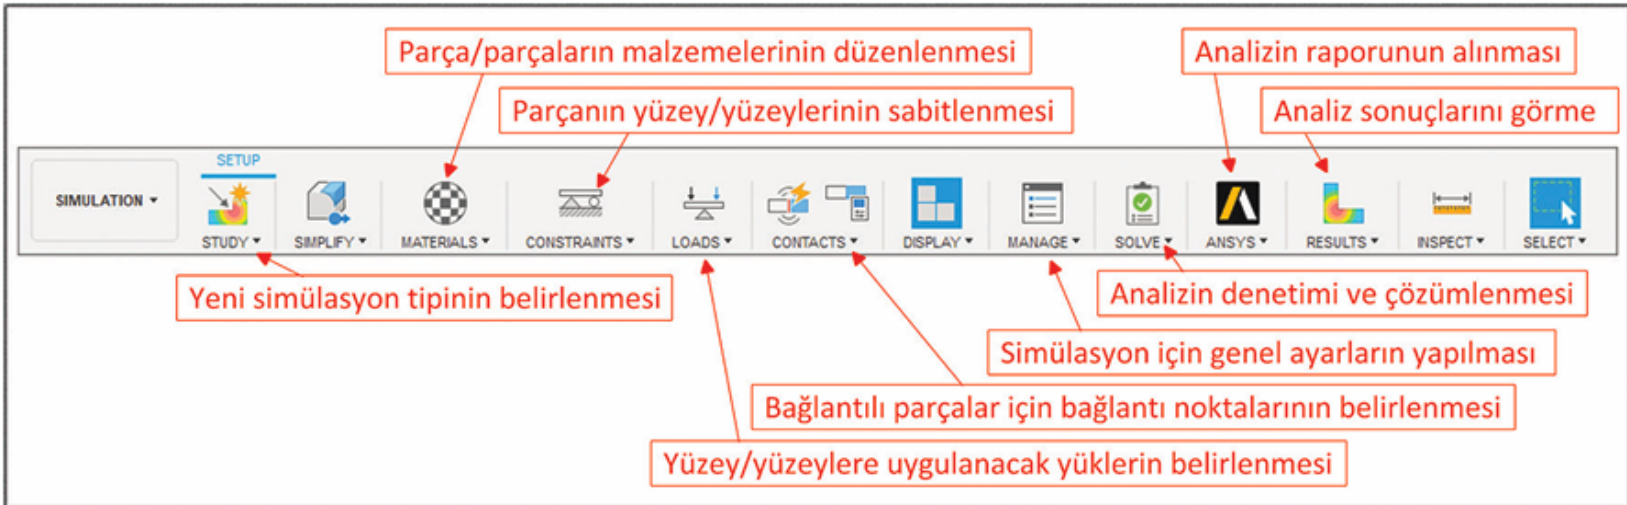 Parça/parçaların malzemelerinin düzenlenmesi
Analizin raporunun alınması
Parçanın yüzey/yüzeylerinin sabitlenmesi
Analiz sonuçlarını görme
SETUP
SIMULATION
STUDY
SIMPLIFY
MATERIALS
CONSTRAINTS
LOADS
CONTACTS
DISPLAY
MANAGE
SOLVE
ANSYS
RESULTS
INSPECT
SELECT
Yeni simülasyon tipinin belirlenmesi
Analizin denetimi ve çözümlenmesi
Simülasyon için genel ayarların yapılması
Bağlantılı parçalar için bağlantı noktalarının belirlenmesi
Yüzey/yüzeylere uygulanacak yüklerin belirlenmesi